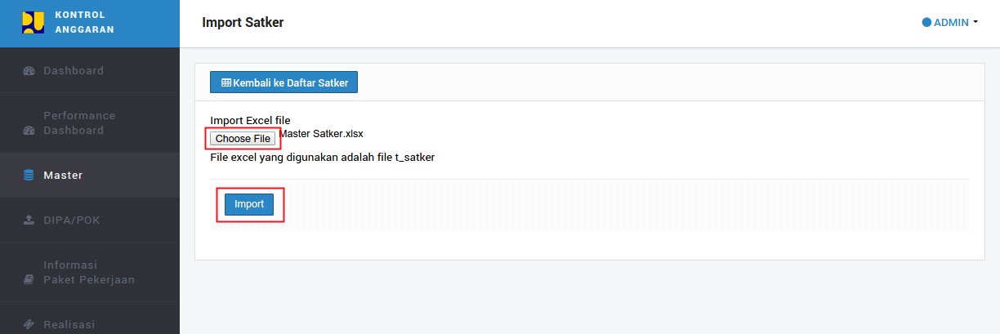 KONTROL
ANGGARAN
Import Satker
ADMIN
Dashboard
Performance
Dashboard
Master
DIPA/POK
Informasi
Paket Pekerjaan
Realisasi
Kembali ke Daftar Satker
Import Excel file
Choose File Master Satker.xlsx
File excel yang digunakan adalah file t_satker
Import